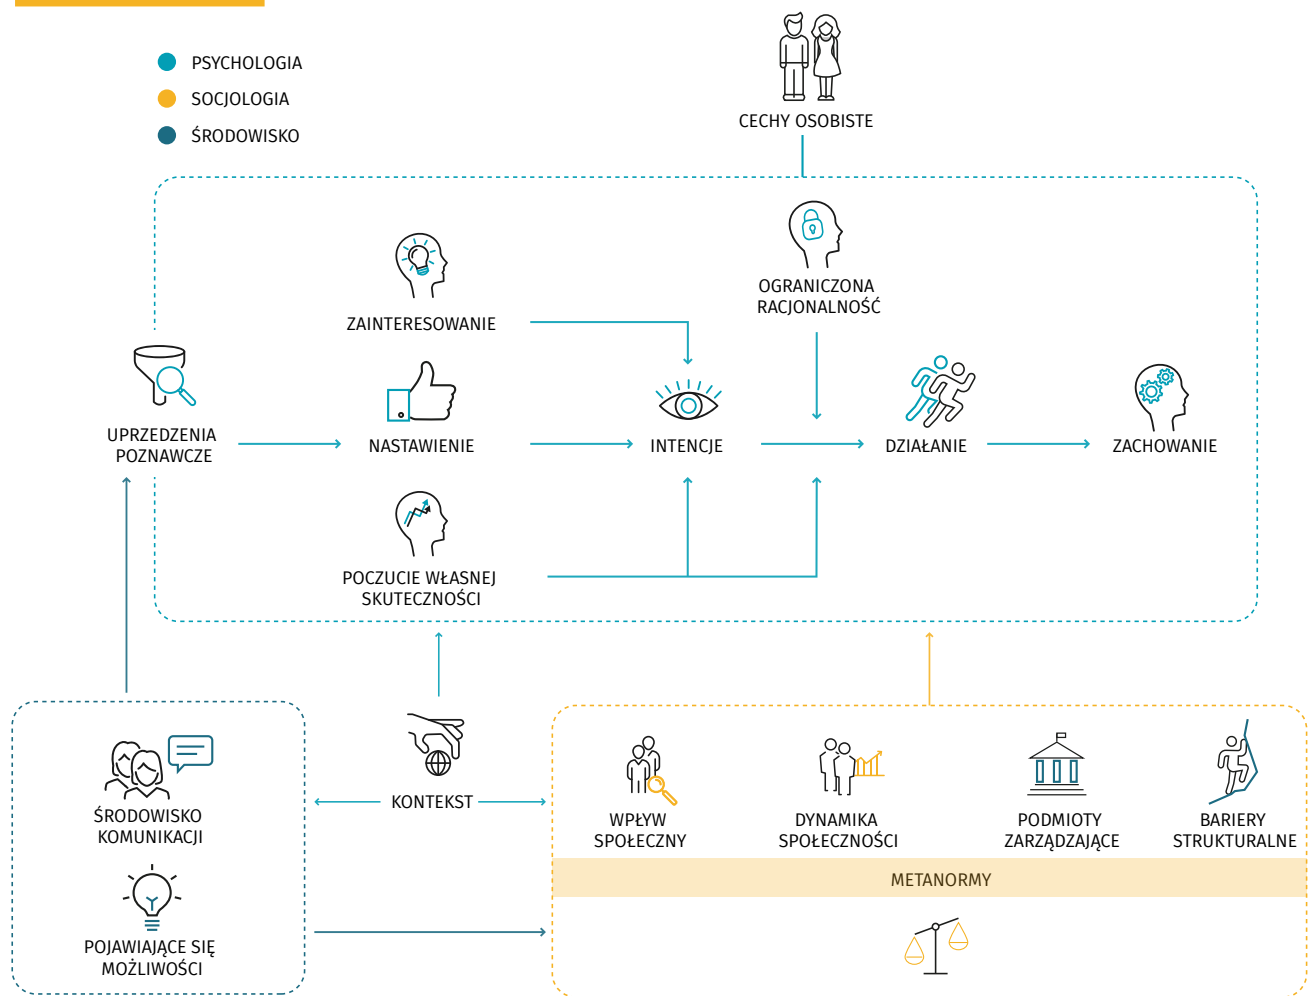 PSYCHOLOGIA
SOCJOLOGIA
ŚRODOWISKO
CECHY OSOBISTE
OGRANICZONA
RACJONALNOŚĆ
ZAINTERESOWANIE
UPRZEDZENIA
POZNAWCZE
NASTAWIENIE
INTENCJE
DZIAŁANIE
ZACHOWANIE
POCZUCIE WŁASNEJ
SKUTECZNOŚCI
ŚRODOWISKO
KOMUNIKACJI
POJAWIAJĄCE SIĘ
MOŻLIWOŚCI
KONTEKST
WPŁYW
SPOŁECZNY
DYNAMIKA
SPOŁECZNOŚCI
PODMIOTY
ZARZĄDZAJĄCE
BARIERY
STRUKTURALNE
METANORMY